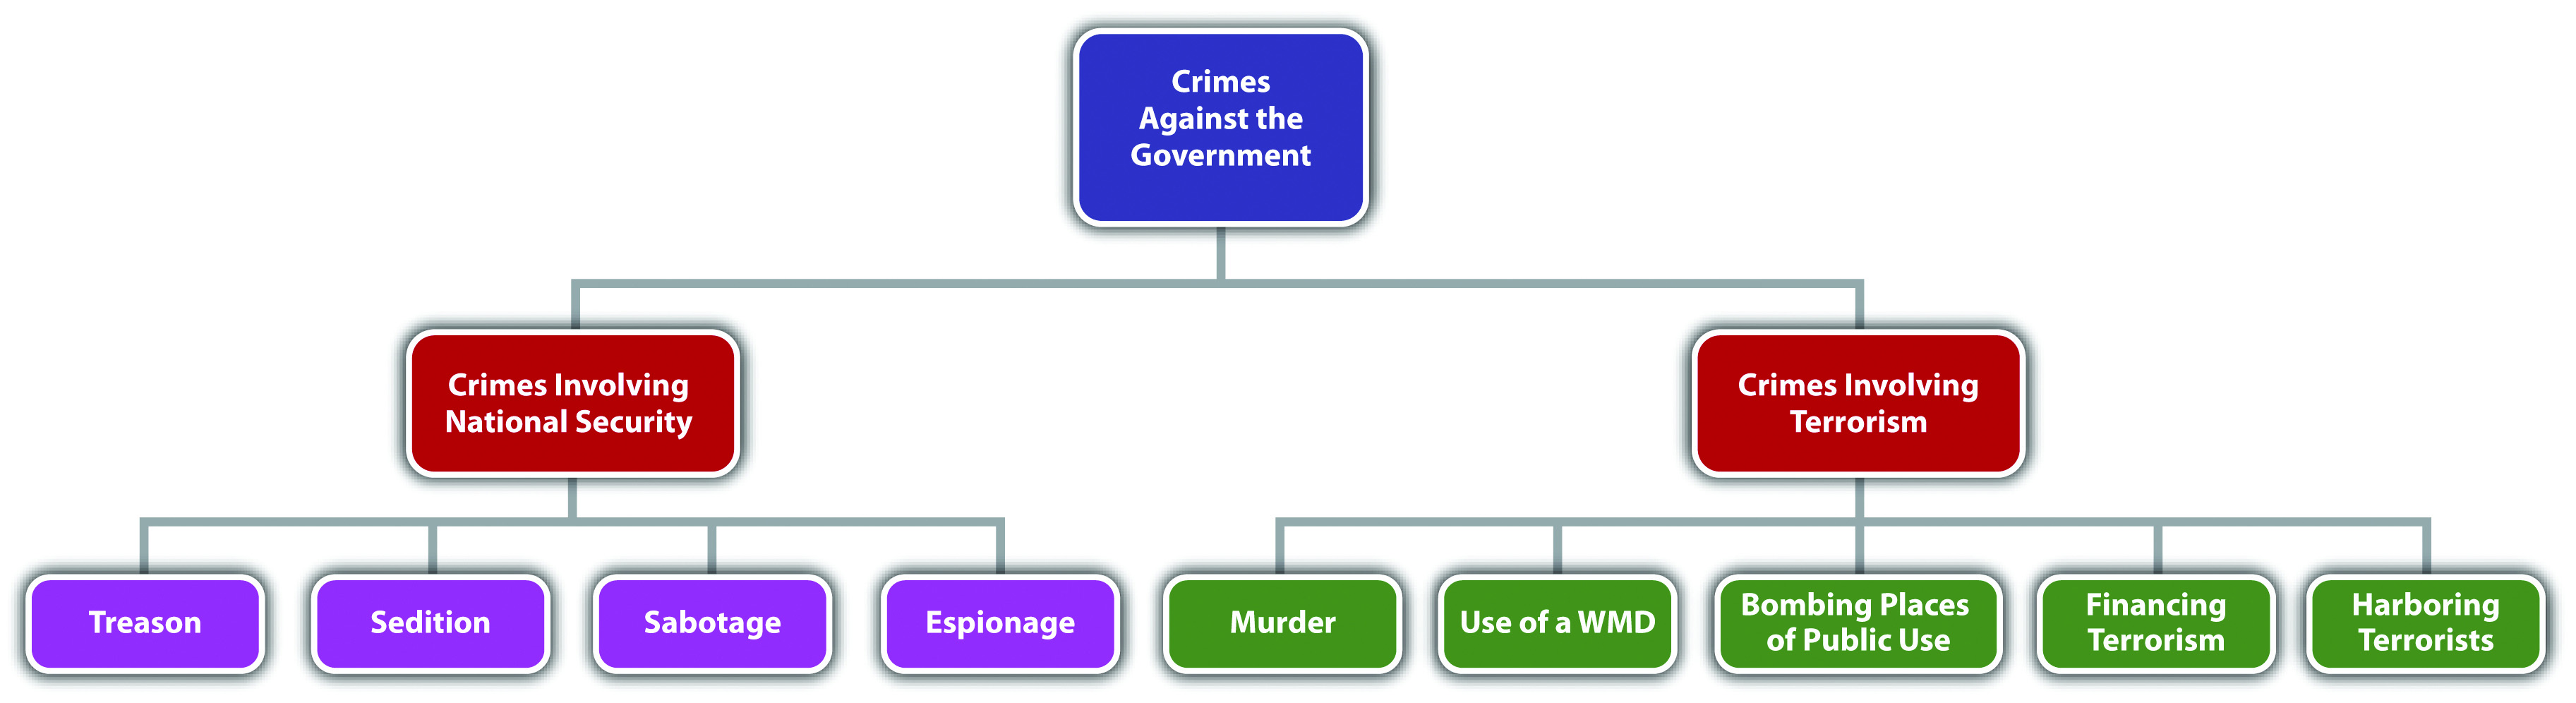 Crimes
Against the
Government
Crimes Involving
National Security
Crimes Involving
Terrorism
Treason
Sedition
Sabotage
Espionage
Murder
Use of a WMD
Bombing Places
of Public Use
Financing
Terrorism
Harboring
Terrorists